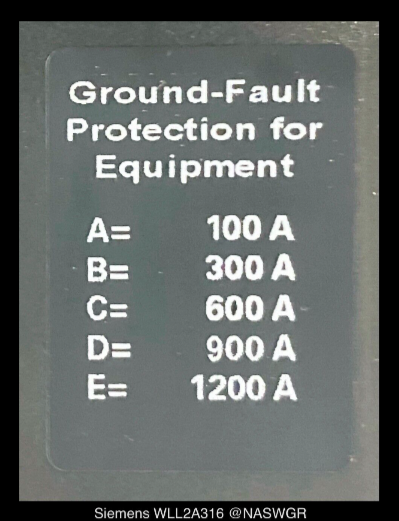 Ground-Fault
Protection for
Equipment
A= 100 A
B= 300 A
C= 600 A
D= 900 A
E= 1200 A
Siemens WLL2A316 @NASWGR